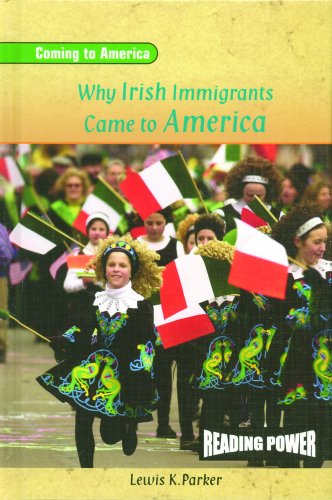 Coming to America
Why Irish Immigrants
Came to America
READING POWER
Lewis K. Parker